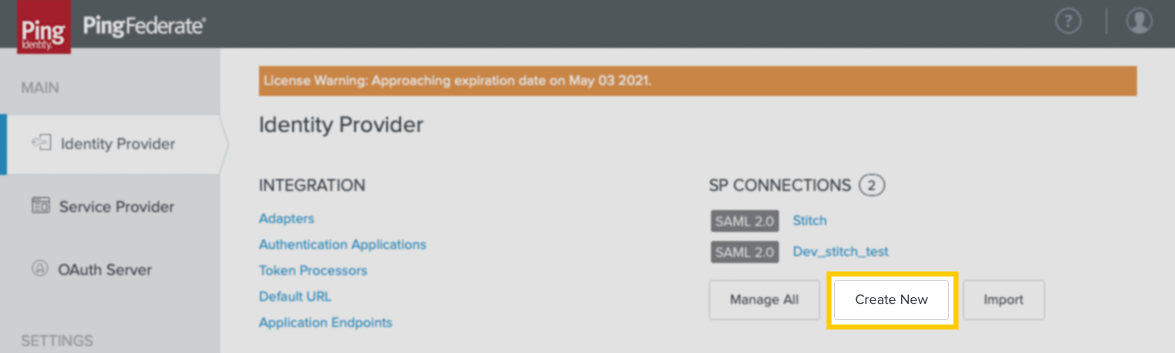 Ping
Identity.
PingFederate®
?
MAIN
Identity Provider
Service Provider
OAuth Server
SETTINGS
License Warning: Approaching expiration date on May 03 2021.
Identity Provider
INTEGRATION
Adapters
Authentication Applications
Token Processors
Default URL
Application Endpoints
SP CONNECTIONS 2
SAML 2.0 Stitch
SAML 2.0 Dev_stitch_test
Manage All Create New Import